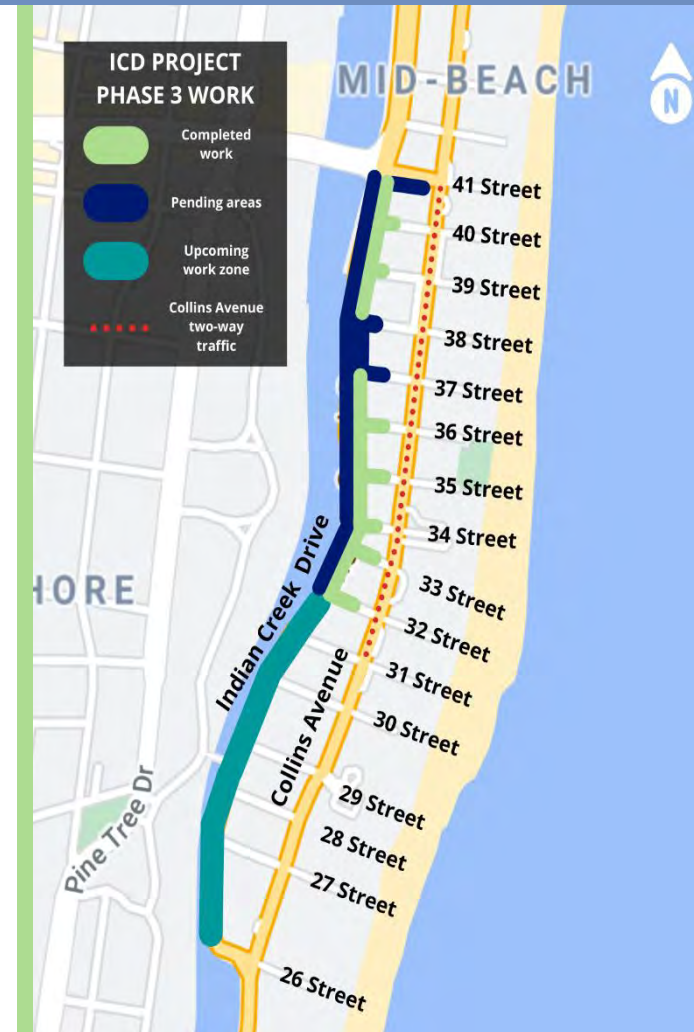 ICD PROJECT
PHASE 3 WORK
Completed
work
Pending areas
Upcoming
work zone
Collins Avenue
two-way
traffic
MID-BEACH
N
41 Street
40 Street
39 Street
38 Street
37 Street
36 Street
35 Street
34 Street
33 Street
32 Street
31 Street
30 Street
29 Street
28 Street
27 Street
26 Street
Indian Creek Drive
Collins Avenue
HORE
Pine Tree Dr